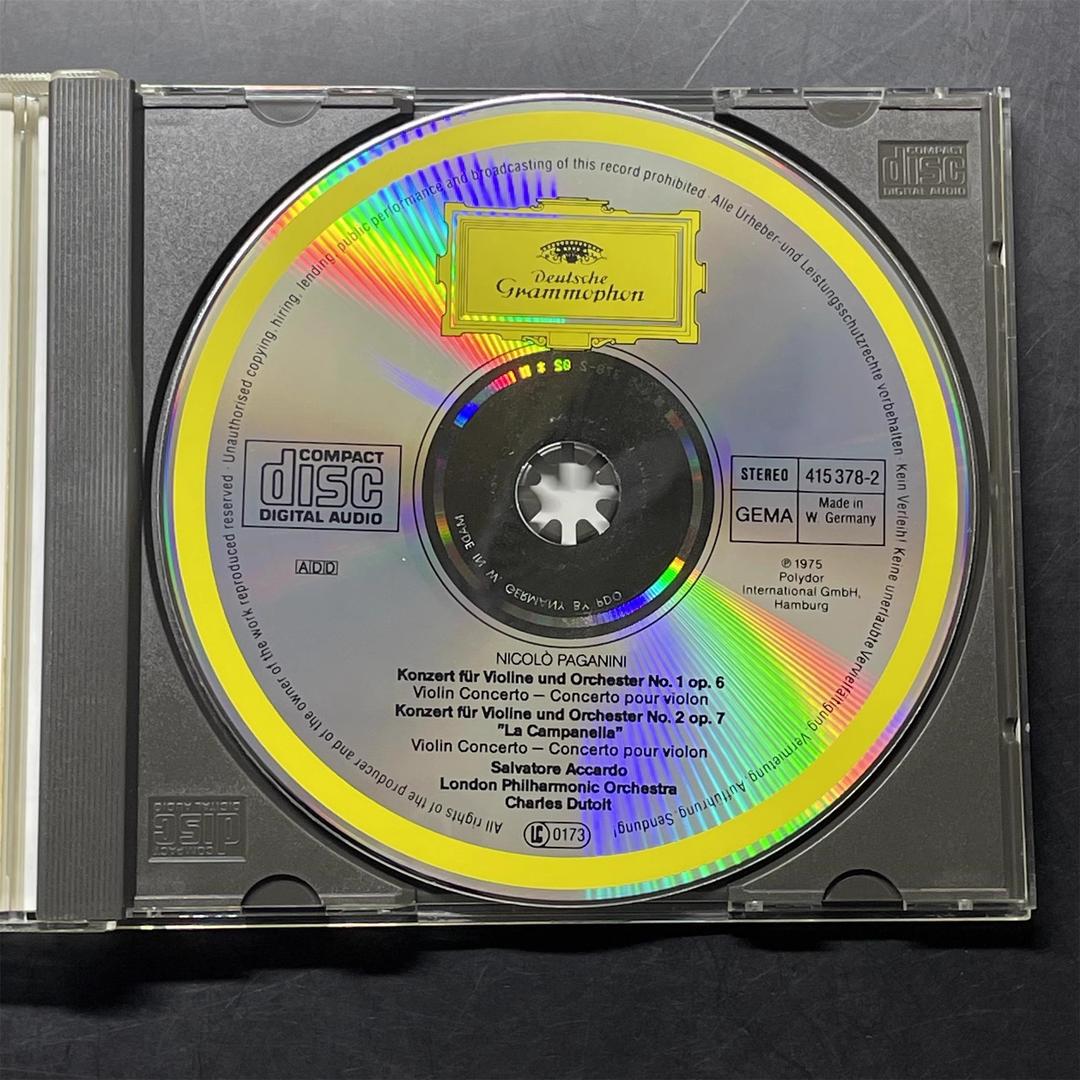 Unauthorised copying, hiring, lending, public performance and broadcasting of this record prohibited · Alle Urheber- und Leistungsschutzrechte vorbehalten · Kein Verleih! Keine unerlaubte Vervielfältigung, Vermietung, Aufführung, Sendung!
All rights of the producer and of the owner of the work reproduced reserved ·
Deutsche
Grammophon
COMPACT
disc
DIGITAL AUDIO
COMPACT
disc
DIGITAL AUDIO
ADD
STEREO
415 378-2
GEMA
Made in
W. Germany
℗ 1975
Polydor
International GmbH,
Hamburg
MADE IN W. GERMANY BY PDO
NICOLÒ PAGANINI
Konzert für Violine und Orchester No. 1 op. 6
Violin Concerto – Concerto pour violon
Konzert für Violine und Orchester No. 2 op. 7
"La Campanella"
Violin Concerto – Concerto pour violon
Salvatore Accardo
London Philharmonic Orchestra
Charles Dutoit
LC 0173
COMPACT
disc
DIGITAL AUDIO